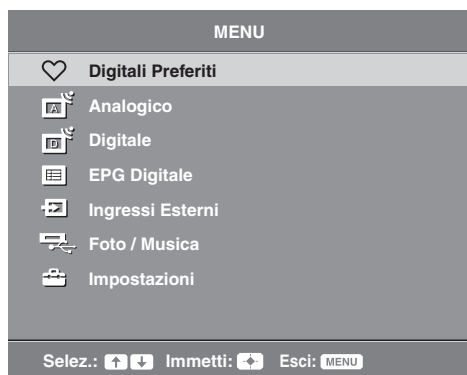 MENU
Digitali Preferiti
A Analogico
D Digitale
EPG Digitale
Ingressi Esterni
Foto / Musica
Impostazioni
Selez.: ↑ ↓ Immetti: Esci: MENU